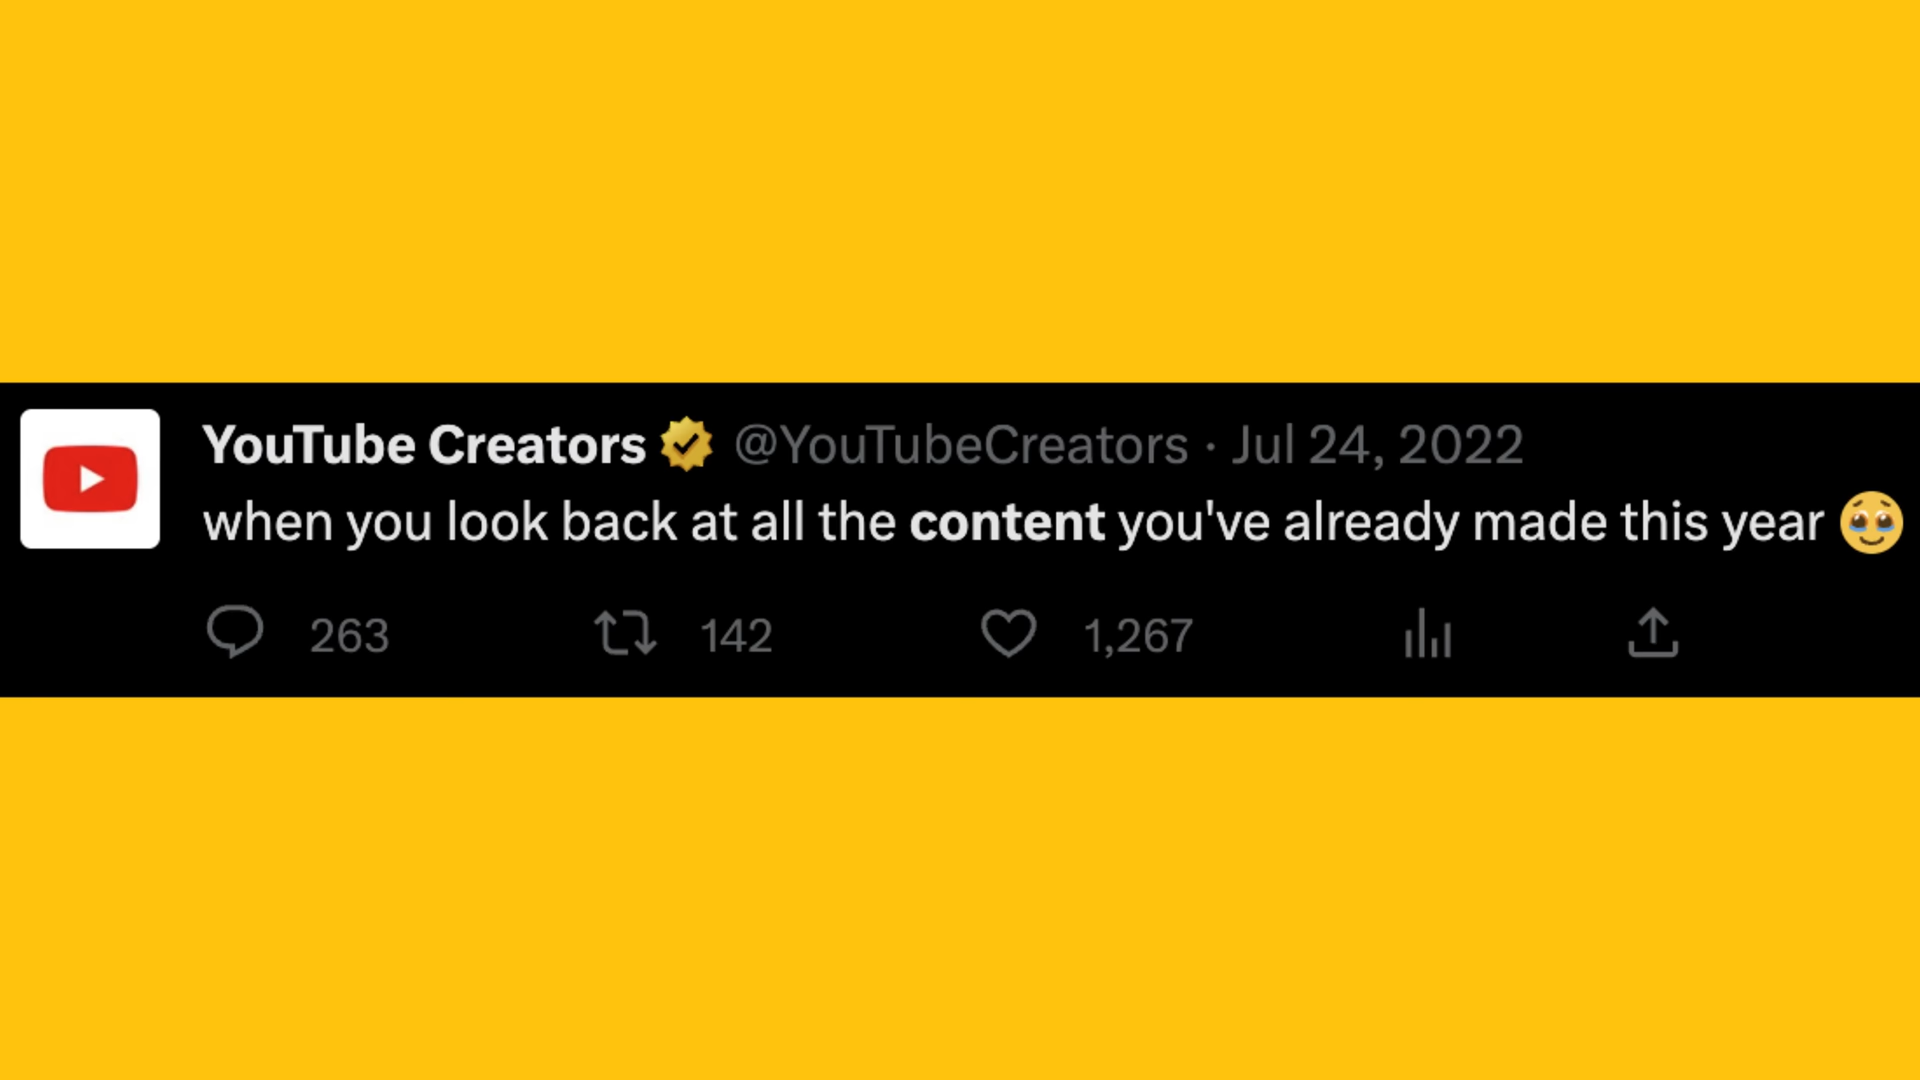 YouTube Creators @YouTubeCreators · Jul 24, 2022
when you look back at all the content you've already made this year 🥹
263 142 1,267